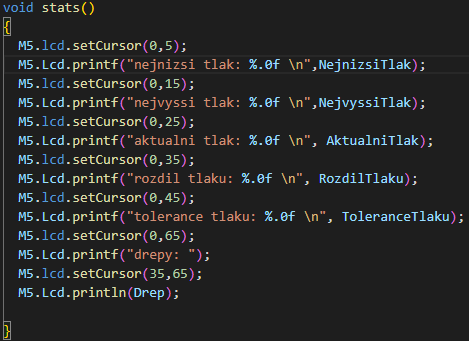 void stats()
{
M5.lcd.setCursor(0,5);
M5.Lcd.printf("nejnizsi tlak: %.0f \n",NejnizsiTlak);
M5.lcd.setCursor(0,15);
M5.Lcd.printf("nejvyssi tlak: %.0f \n",NejvyssiTlak);
M5.lcd.setCursor(0,25);
M5.Lcd.printf("aktualni tlak: %.0f \n", AktualniTlak);
M5.lcd.setCursor(0,35);
M5.Lcd.printf("rozdil tlaku: %.0f \n", RozdilTlaku);
M5.lcd.setCursor(0,45);
M5.Lcd.printf("tolerance tlaku: %.0f \n", ToleranceTlaku);
M5.lcd.setCursor(0,65);
M5.Lcd.printf("drepy: ");
M5.lcd.setCursor(35,65);
M5.Lcd.println(Drep);
}